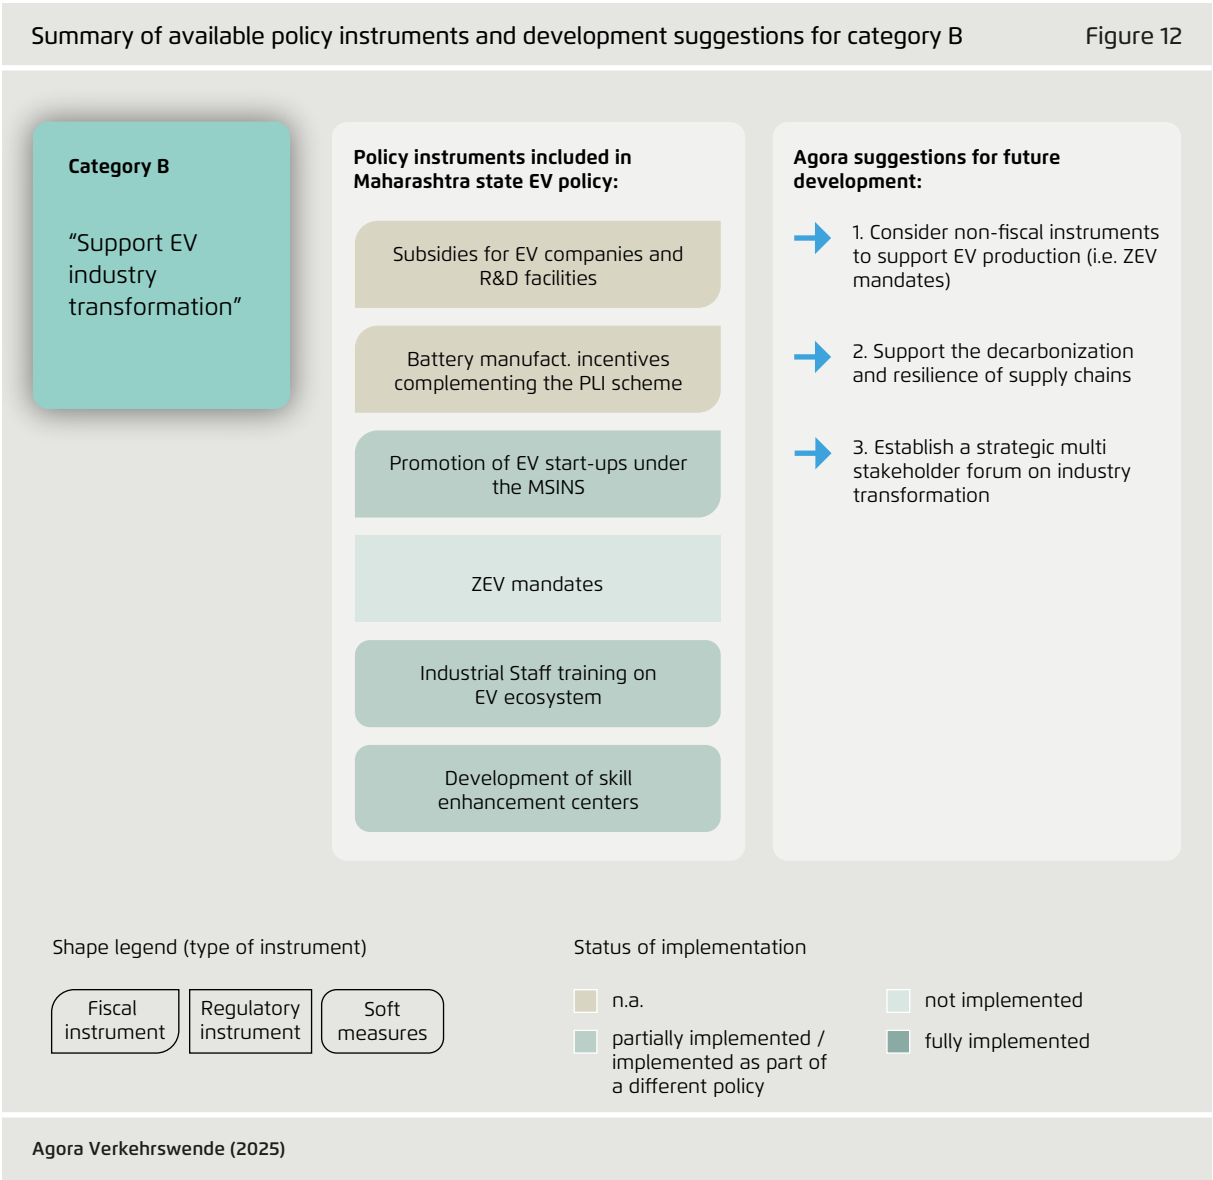 Summary of available policy instruments and development suggestions for category B
Figure 12
Category B
“Support EV
industry
transformation”
Policy instruments included in
Maharashtra state EV policy:
Subsidies for EV companies and
R&D facilities
Battery manufact. incentives
complementing the PLI scheme
Promotion of EV start-ups under
the MSINS
ZEV mandates
Industrial Staff training on
EV ecosystem
Development of skill
enhancement centers
Agora suggestions for future
development:
1. Consider non-fiscal instruments
to support EV production (i.e. ZEV
mandates)
2. Support the decarbonization
and resilience of supply chains
3. Establish a strategic multi
stakeholder forum on industry
transformation
Shape legend (type of instrument)
Fiscal
instrument
Regulatory
instrument
Soft
measures
Status of implementation
n.a.
partially implemented /
implemented as part of
a different policy
not implemented
fully implemented
Agora Verkehrswende (2025)